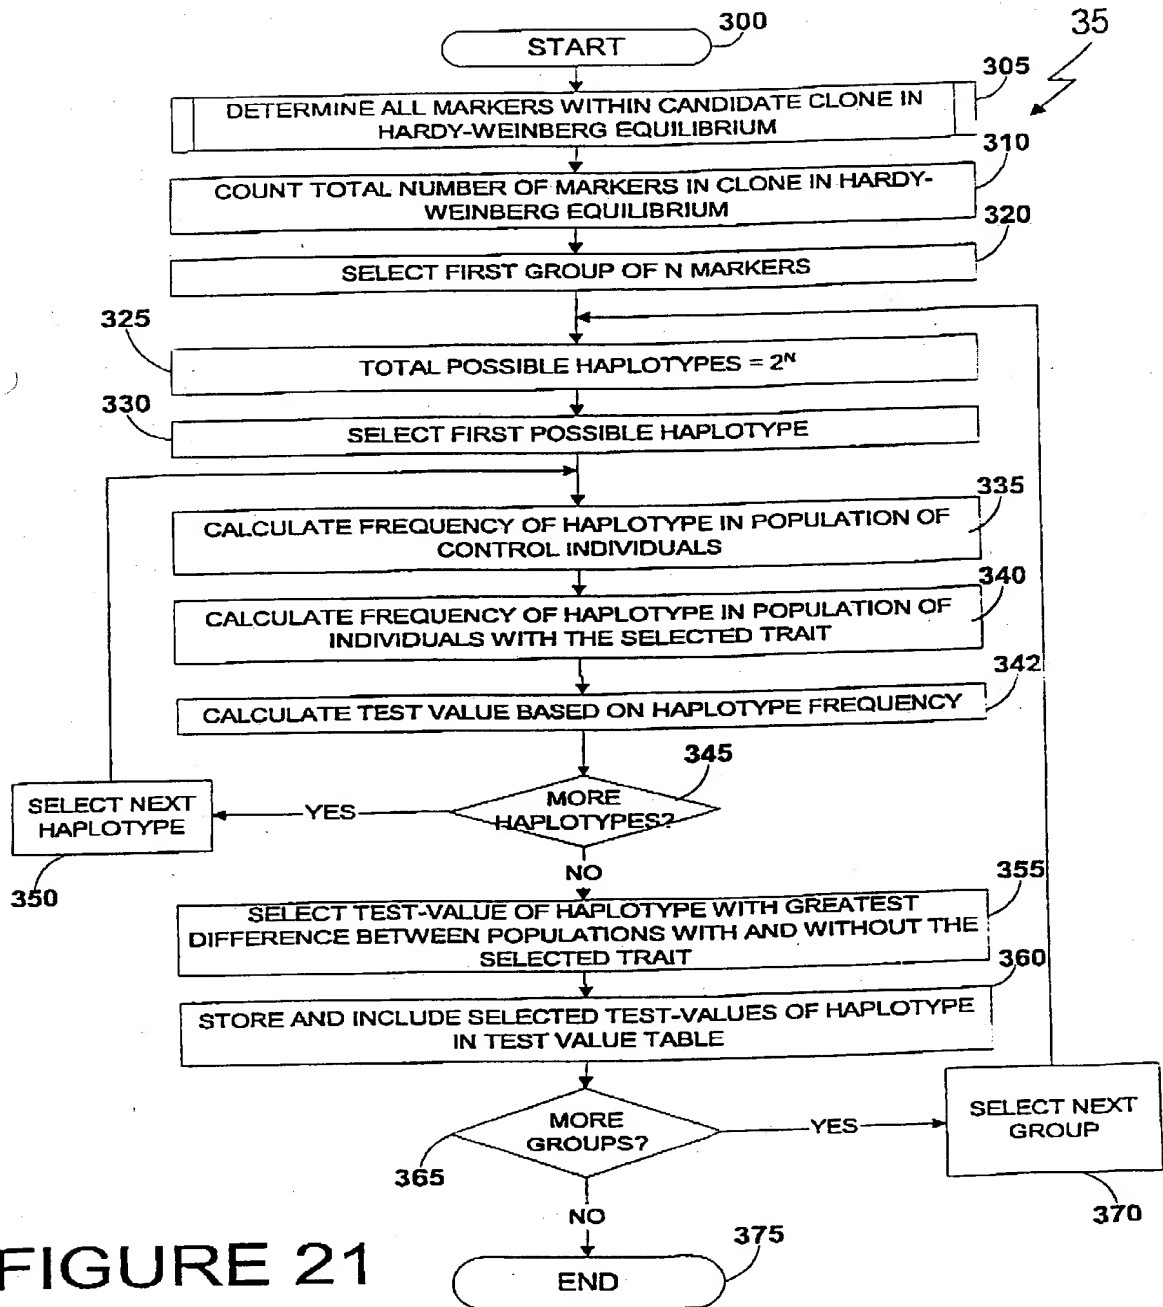 300
35
START
305
DETERMINE ALL MARKERS WITHIN CANDIDATE CLONE IN
HARDY-WEINBERG EQUILIBRIUM
310
COUNT TOTAL NUMBER OF MARKERS IN CLONE IN HARDY-
WEINBERG EQUILIBRIUM
320
SELECT FIRST GROUP OF N MARKERS
325
TOTAL POSSIBLE HAPLOTYPES = 2^N
330
SELECT FIRST POSSIBLE HAPLOTYPE
335
CALCULATE FREQUENCY OF HAPLOTYPE IN POPULATION OF
CONTROL INDIVIDUALS
340
CALCULATE FREQUENCY OF HAPLOTYPE IN POPULATION OF
INDIVIDUALS WITH THE SELECTED TRAIT
342
CALCULATE TEST VALUE BASED ON HAPLOTYPE FREQUENCY
345
MORE
HAPLOTYPES?
YES
SELECT NEXT
HAPLOTYPE
350
NO
355
SELECT TEST-VALUE OF HAPLOTYPE WITH GREATEST
DIFFERENCE BETWEEN POPULATIONS WITH AND WITHOUT THE
SELECTED TRAIT
360
STORE AND INCLUDE SELECTED TEST-VALUES OF HAPLOTYPE
IN TEST VALUE TABLE
MORE
GROUPS?
365
YES
SELECT NEXT
GROUP
370
NO
375
END
FIGURE 21